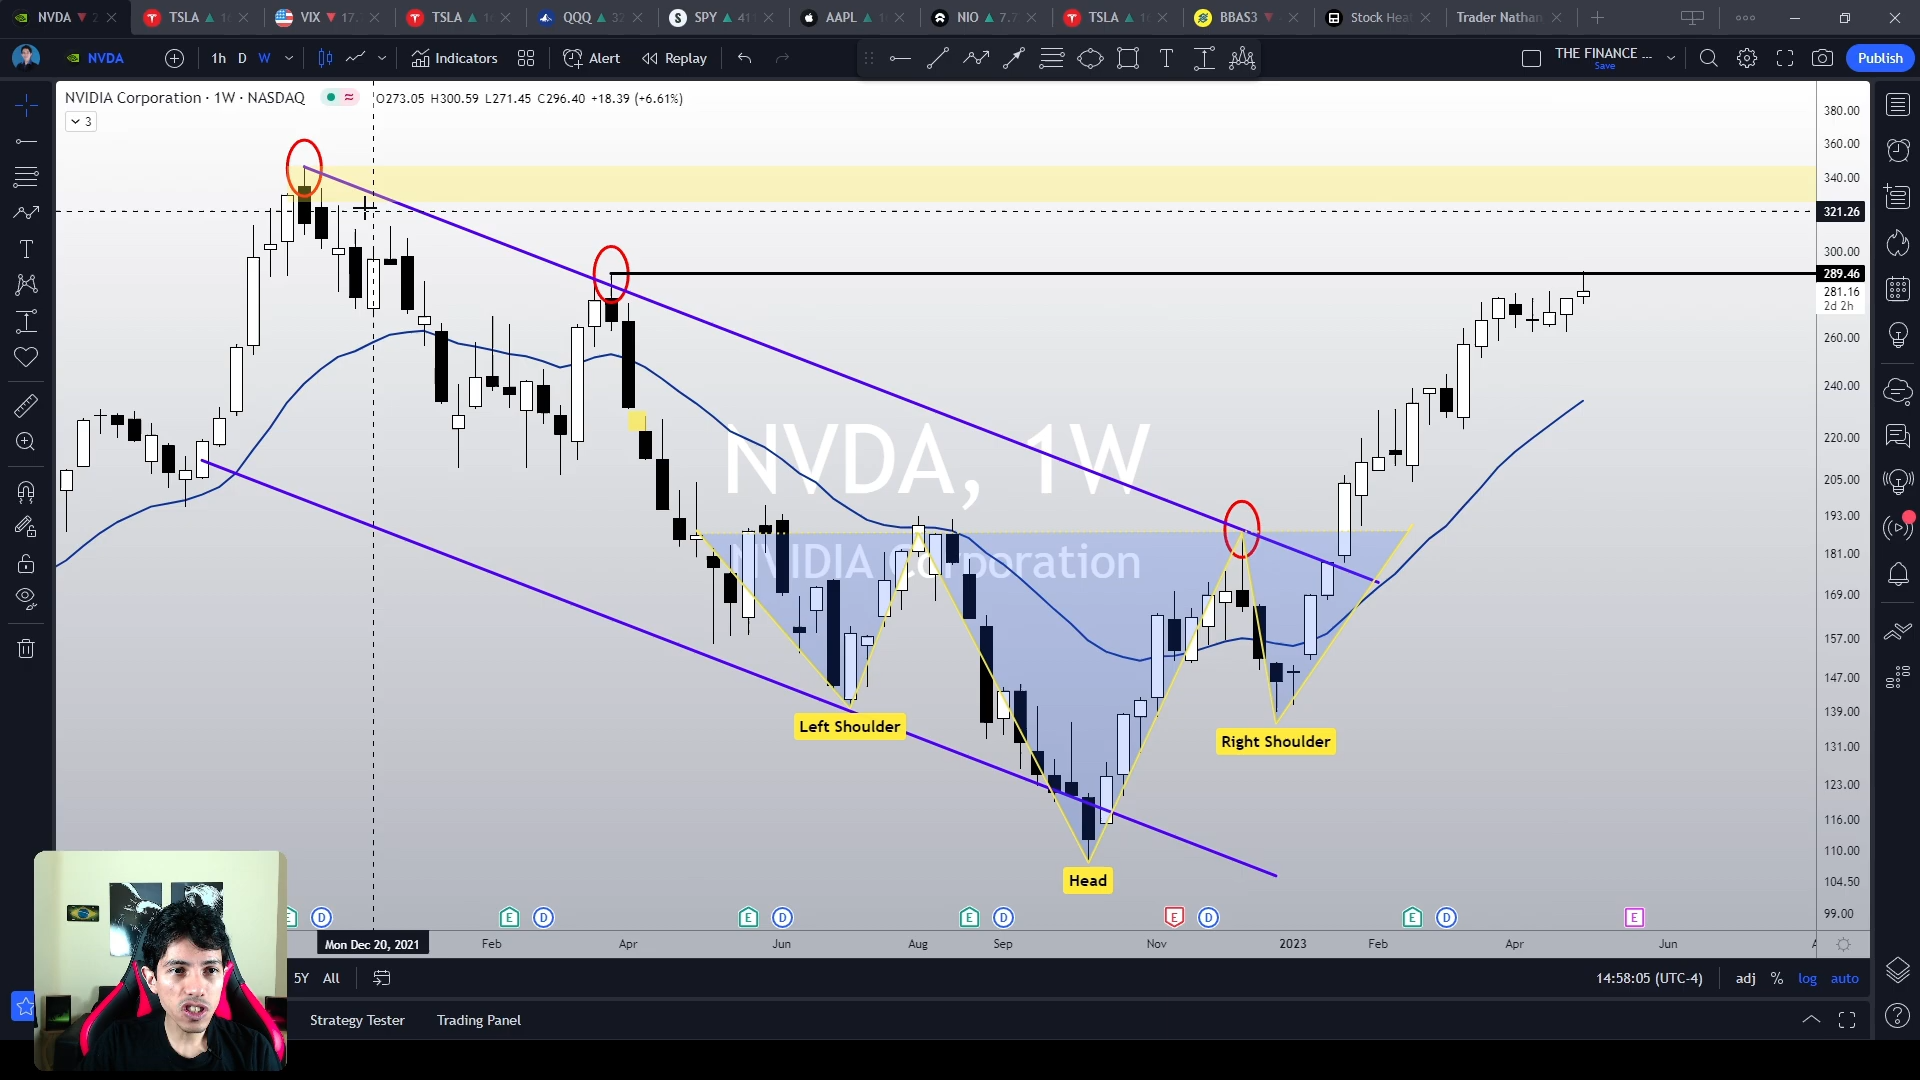 NVDA ▼ 2
TSLA ▲
VIX ▼ 17.
TSLA ▲
QQQ ▲ 32
SPY ▲ 411
AAPL ▲
NIO ▲ 7.7
TSLA ▲
BBAS3 ▼
Stock Hea
Trader Nathan
NVDA
1h D W
Indicators
Alert
Replay
THE FINANCE ...
Save
Publish
NVIDIA Corporation · 1W · NASDAQ
O273.05 H300.59 L271.45 C296.40 +18.39 (+6.61%)
3
380.00
360.00
340.00
321.26
300.00
289.46
281.16
2d 2h
260.00
240.00
220.00
205.00
193.00
181.00
169.00
157.00
147.00
139.00
131.00
123.00
116.00
110.00
104.50
99.00
NVDA, 1W
NVIDIA Corporation
Left Shoulder
Right Shoulder
Head
E D E D E D E D E D E D E
Mon Dec 20, 2021
Feb
Apr
Jun
Aug
Sep
Nov
2023
Feb
Apr
Jun
5Y All
14:58:05 (UTC-4)
adj % log auto
Strategy Tester
Trading Panel